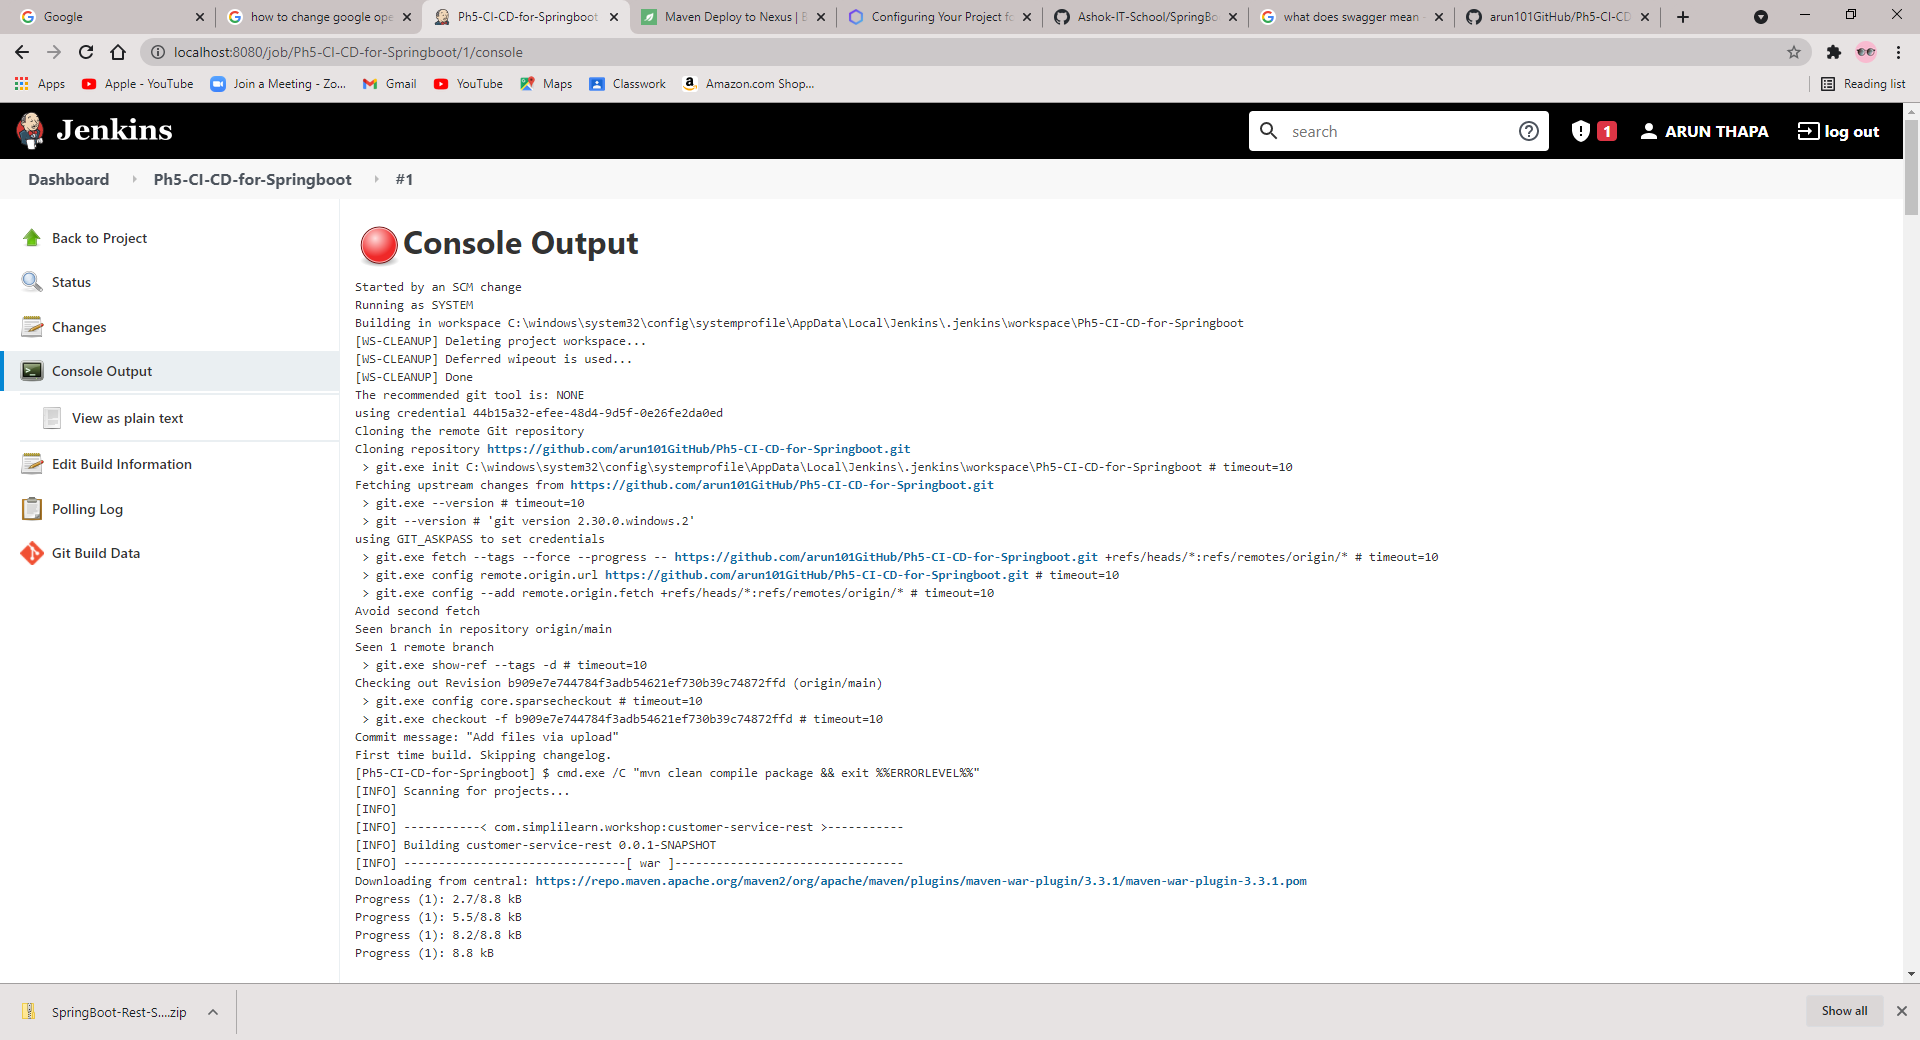 Google
how to change google ope
Ph5-CI-CD-for-Springboot
Maven Deploy to Nexus | B
Configuring Your Project fo
Ashok-IT-School/SpringBo
what does swagger mean -
arun101GitHub/Ph5-CI-CD
localhost:8080/job/Ph5-CI-CD-for-Springboot/1/console
Apps
Apple - YouTube
Join a Meeting - Zo...
Gmail
YouTube
Maps
Classwork
Amazon.com Shop...
Reading list
Jenkins
search
1
ARUN THAPA
log out
Dashboard
Ph5-CI-CD-for-Springboot
#1
Back to Project
Status
Changes
Console Output
View as plain text
Edit Build Information
Polling Log
Git Build Data
Console Output
Started by an SCM change
Running as SYSTEM
Building in workspace C:\windows\system32\config\systemprofile\AppData\Local\Jenkins\.jenkins\workspace\Ph5-CI-CD-for-Springboot
[WS-CLEANUP] Deleting project workspace...
[WS-CLEANUP] Deferred wipeout is used...
[WS-CLEANUP] Done
The recommended git tool is: NONE
using credential 44b15a32-efee-48d4-9d5f-0e26fe2da0ed
Cloning the remote Git repository
Cloning repository https://github.com/arun101GitHub/Ph5-CI-CD-for-Springboot.git
> git.exe init C:\windows\system32\config\systemprofile\AppData\Local\Jenkins\.jenkins\workspace\Ph5-CI-CD-for-Springboot # timeout=10
Fetching upstream changes from https://github.com/arun101GitHub/Ph5-CI-CD-for-Springboot.git
> git.exe --version # timeout=10
> git --version # 'git version 2.30.0.windows.2'
using GIT_ASKPASS to set credentials
> git.exe fetch --tags --force --progress -- https://github.com/arun101GitHub/Ph5-CI-CD-for-Springboot.git +refs/heads/*:refs/remotes/origin/* # timeout=10
> git.exe config remote.origin.url https://github.com/arun101GitHub/Ph5-CI-CD-for-Springboot.git # timeout=10
> git.exe config --add remote.origin.fetch +refs/heads/*:refs/remotes/origin/* # timeout=10
Avoid second fetch
Seen branch in repository origin/main
Seen 1 remote branch
> git.exe show-ref --tags -d # timeout=10
Checking out Revision b909e7e744784f3adb54621ef730b39c74872ffd (origin/main)
> git.exe config core.sparsecheckout # timeout=10
> git.exe checkout -f b909e7e744784f3adb54621ef730b39c74872ffd # timeout=10
Commit message: "Add files via upload"
First time build. Skipping changelog.
[Ph5-CI-CD-for-Springboot] $ cmd.exe /C "mvn clean compile package && exit %%ERRORLEVEL%%"
[INFO] Scanning for projects...
[INFO]
[INFO] -----------< com.simplilearn.workshop:customer-service-rest >-----------
[INFO] Building customer-service-rest 0.0.1-SNAPSHOT
[INFO] --------------------------------[ war ]---------------------------------
Downloading from central: https://repo.maven.apache.org/maven2/org/apache/maven/plugins/maven-war-plugin/3.3.1/maven-war-plugin-3.3.1.pom
Progress (1): 2.7/8.8 kB
Progress (1): 5.5/8.8 kB
Progress (1): 8.2/8.8 kB
Progress (1): 8.8 kB
SpringBoot-Rest-S....zip
Show all